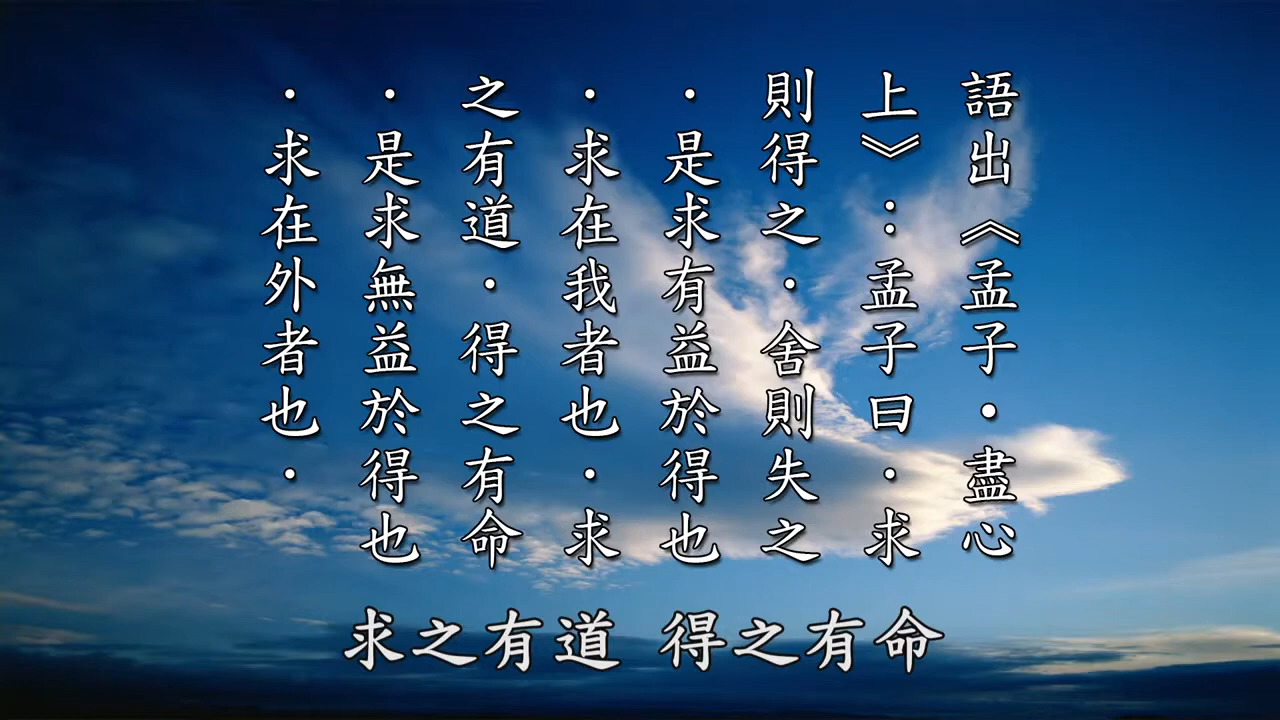 語出《孟子・盡心
上》：孟子曰・求
則得之・舍則失之
・是求有益於得也
・求在我者也・求
之有道・得之有命
・是求無益於得也
・求在外者也・
求之有道 得之有命